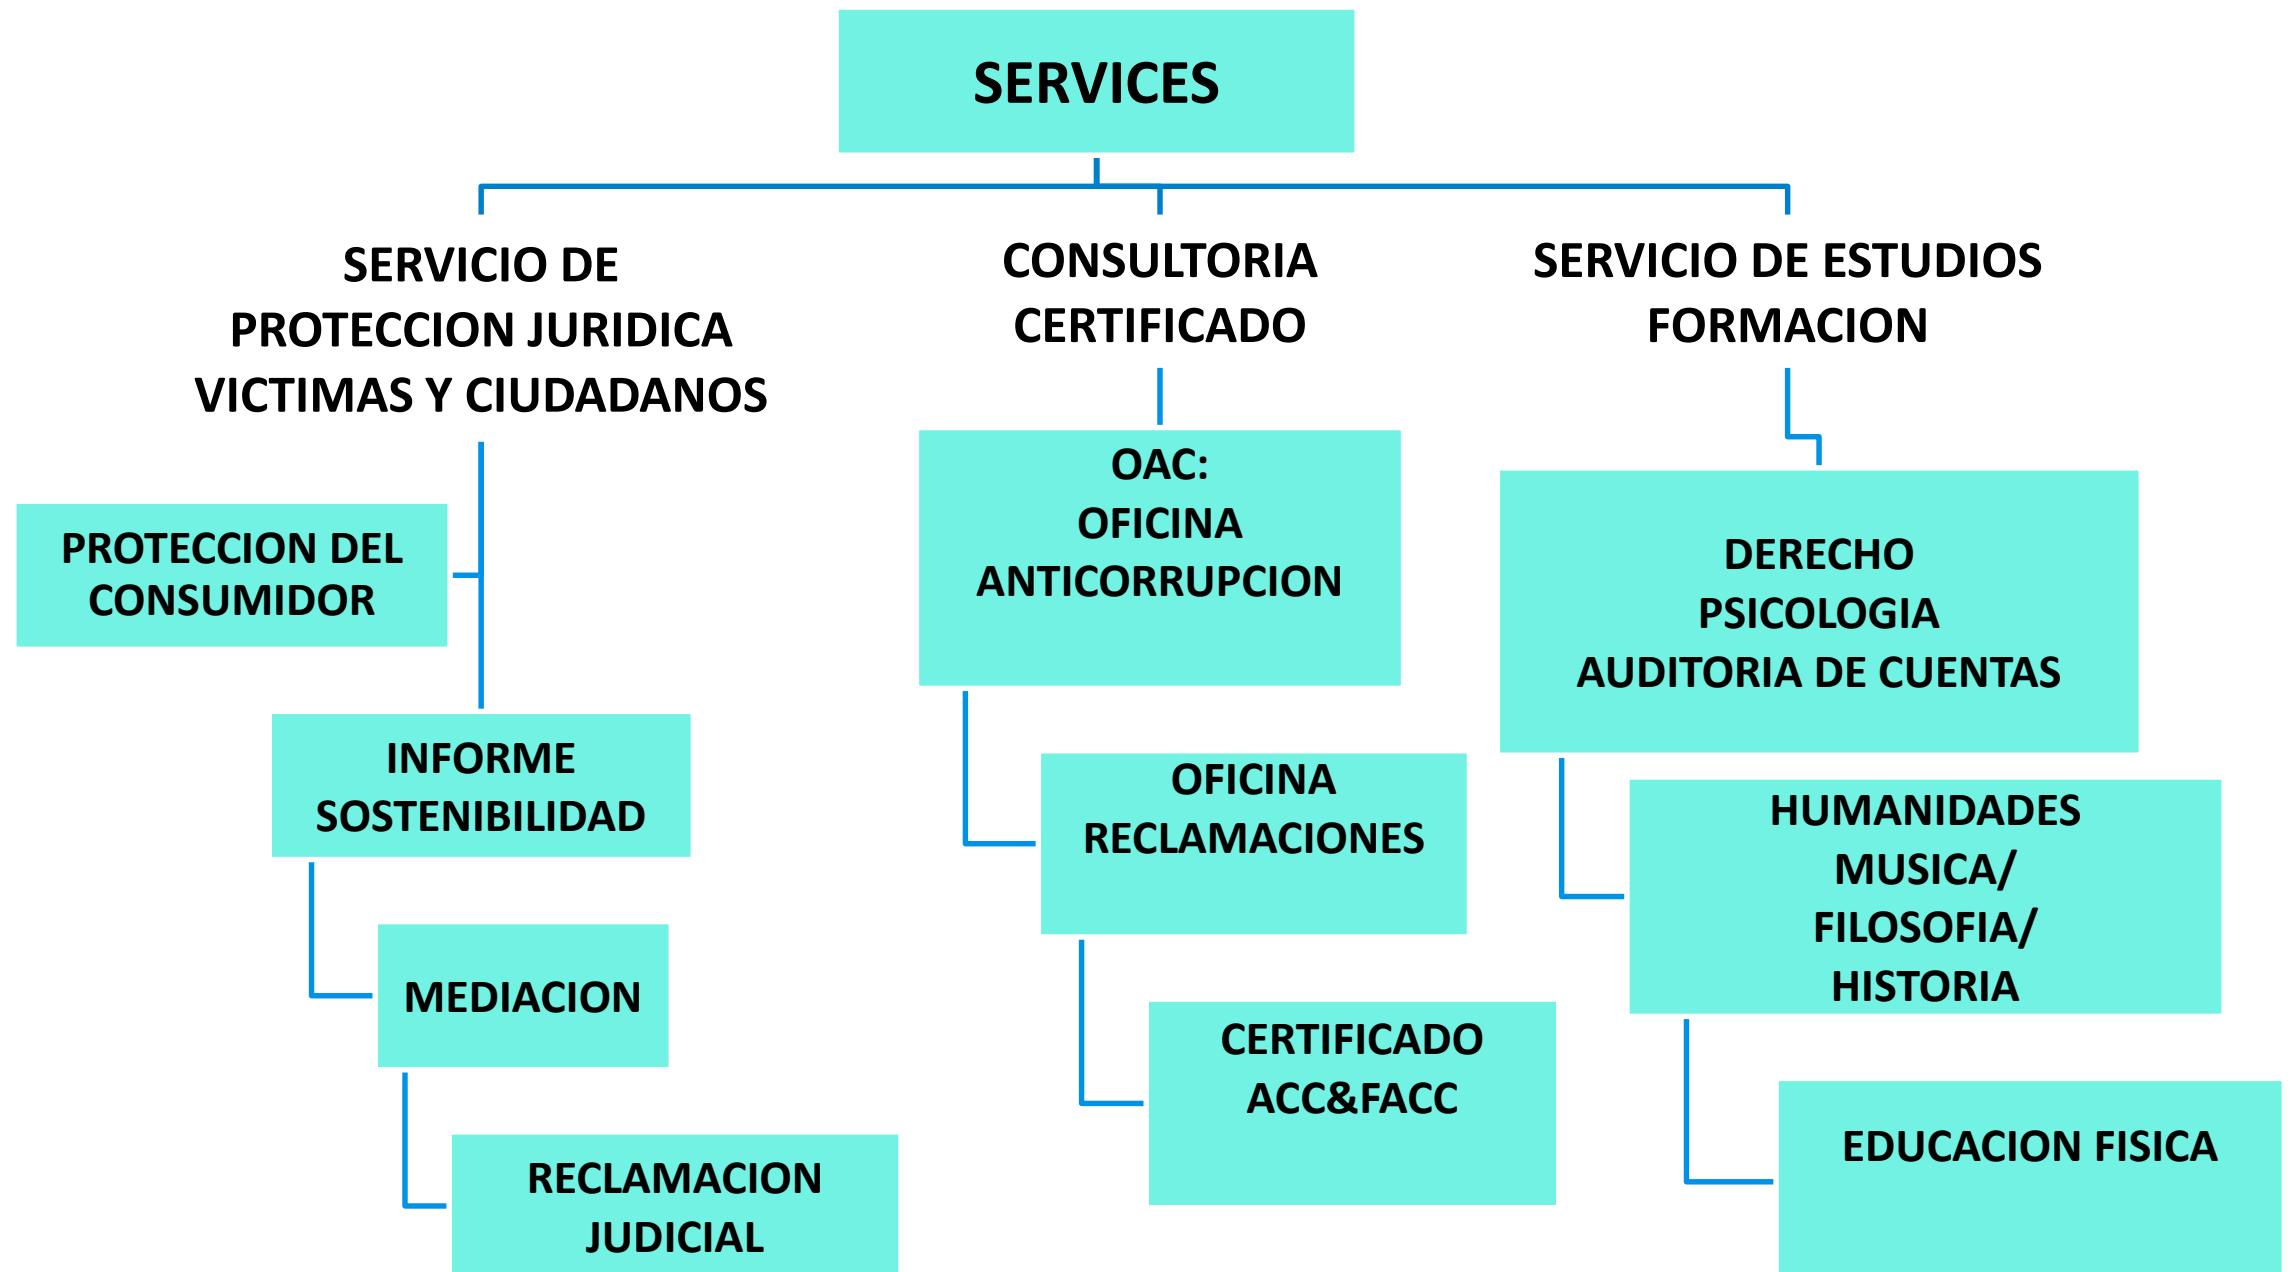 SERVICES
SERVICIO DE
PROTECCION JURIDICA
VICTIMAS Y CIUDADANOS
PROTECCION DEL
CONSUMIDOR
INFORME
SOSTENIBILIDAD
MEDIACION
RECLAMACION
JUDICIAL
CONSULTORIA
CERTIFICADO
OAC:
OFICINA
ANTICORRUPCION
OFICINA
RECLAMACIONES
CERTIFICADO
ACC&FACC
SERVICIO DE ESTUDIOS
FORMACION
DERECHO
PSICOLOGIA
AUDITORIA DE CUENTAS
HUMANIDADES
MUSICA/
FILOSOFIA/
HISTORIA
EDUCACION FISICA